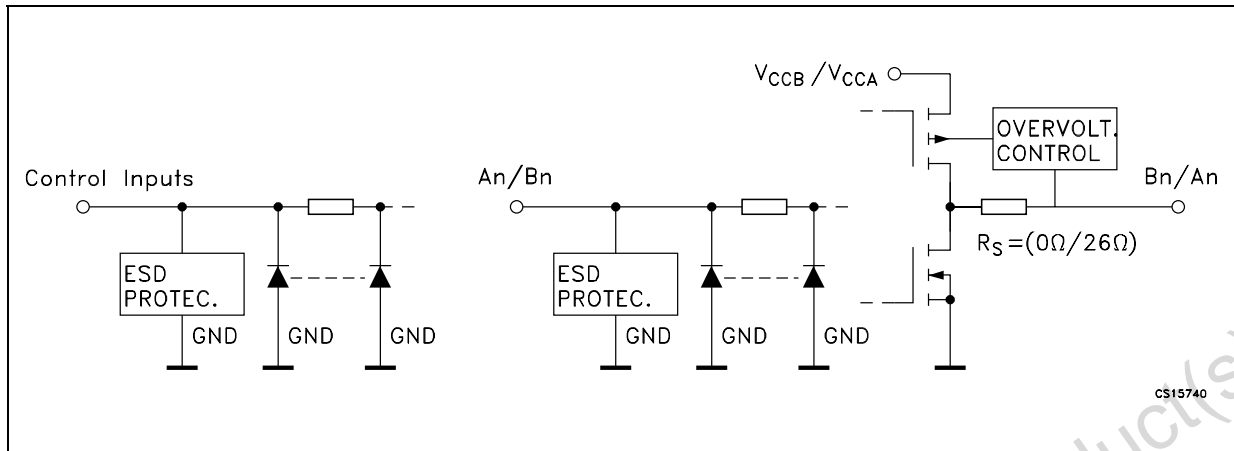 V_CCB/V_CCA
OVERVOLT.
CONTROL
Control Inputs
An/Bn
Bn/An
R_S=(0Ω/26Ω)
ESD
PROTEC.
ESD
PROTEC.
GND
GND
GND
GND
GND
GND
CS15740
duct(s)